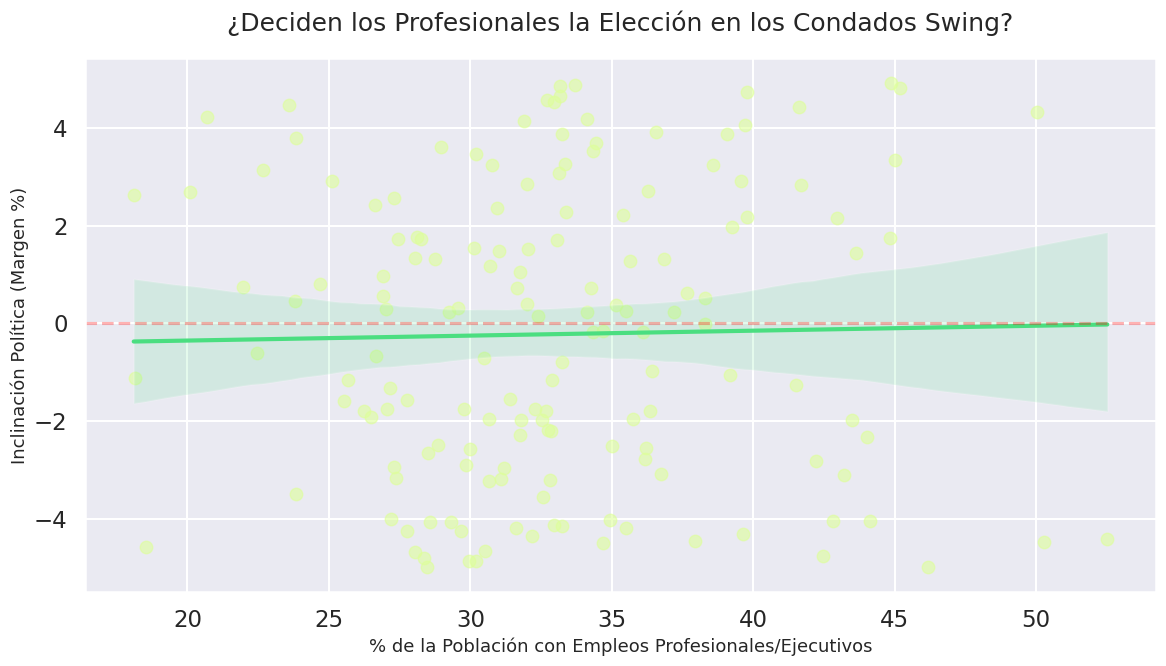 ¿Deciden los Profesionales la Elección en los Condados Swing?
Inclinación Política (Margen %)
4
2
0
−2
−4
20 25 30 35 40 45 50
% de la Población con Empleos Profesionales/Ejecutivos